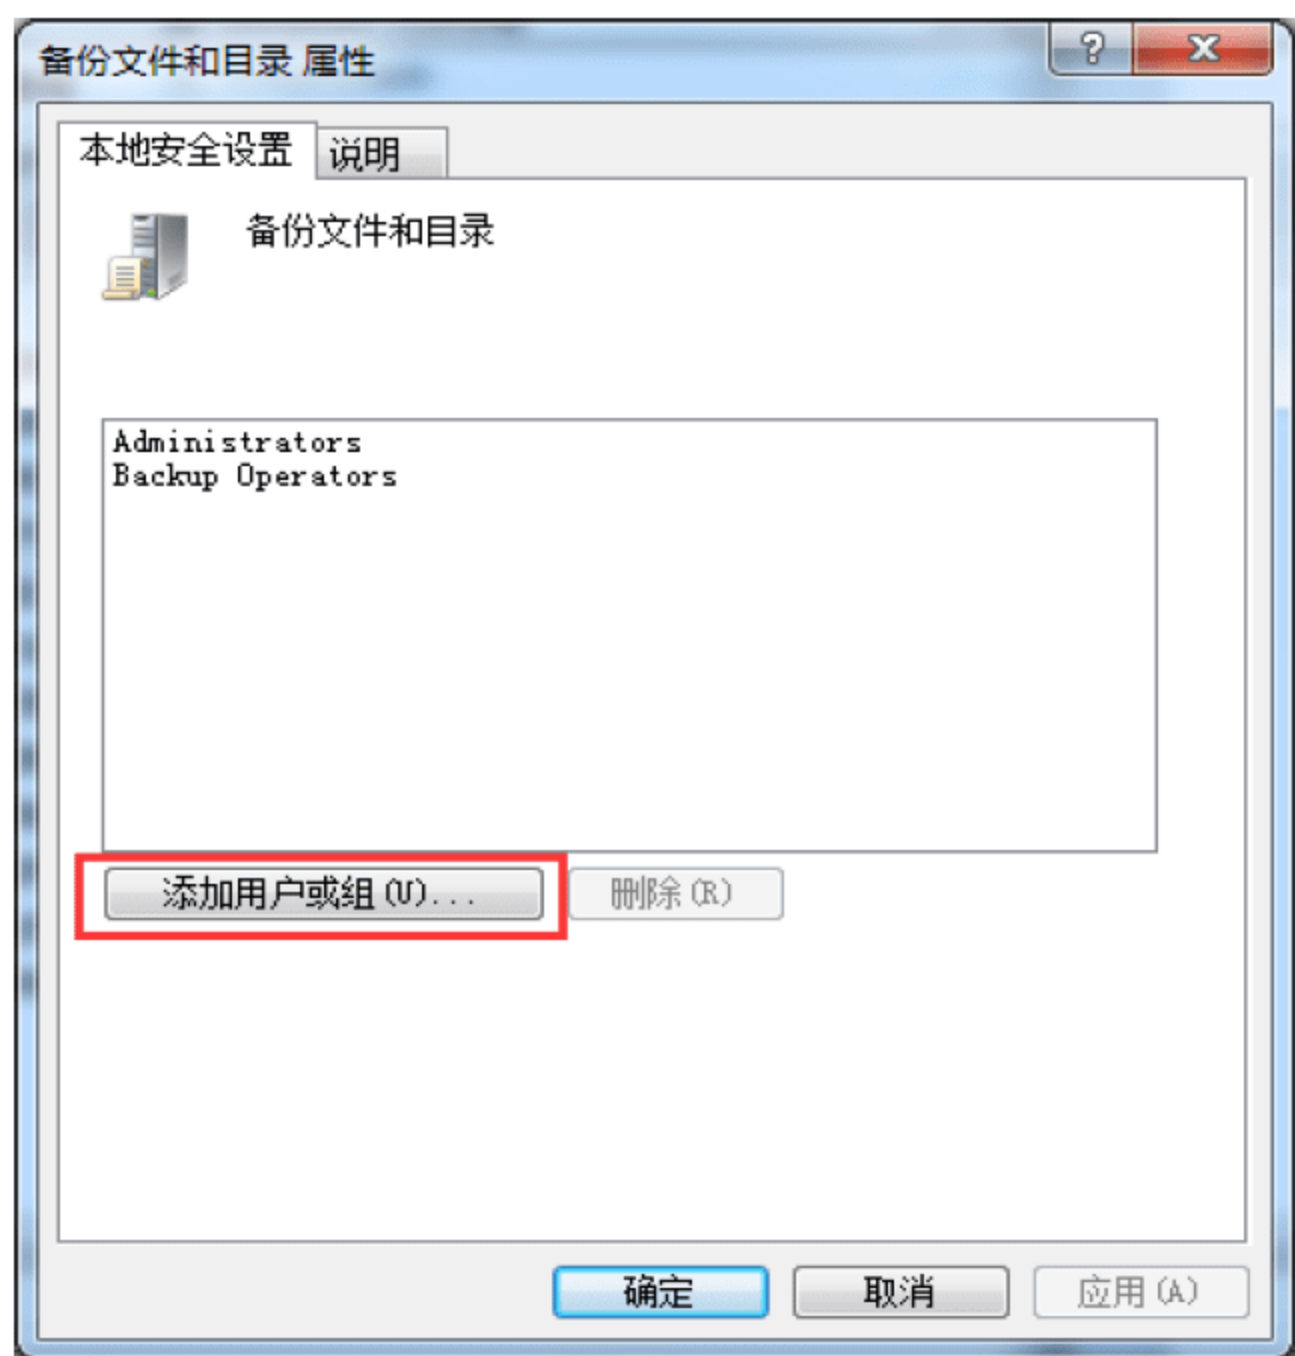 备份文件和目录 属性
?
本地安全设置
说明
备份文件和目录
Administrators
Backup Operators
添加用户或组(U)...
删除(R)
确定
取消
应用(A)